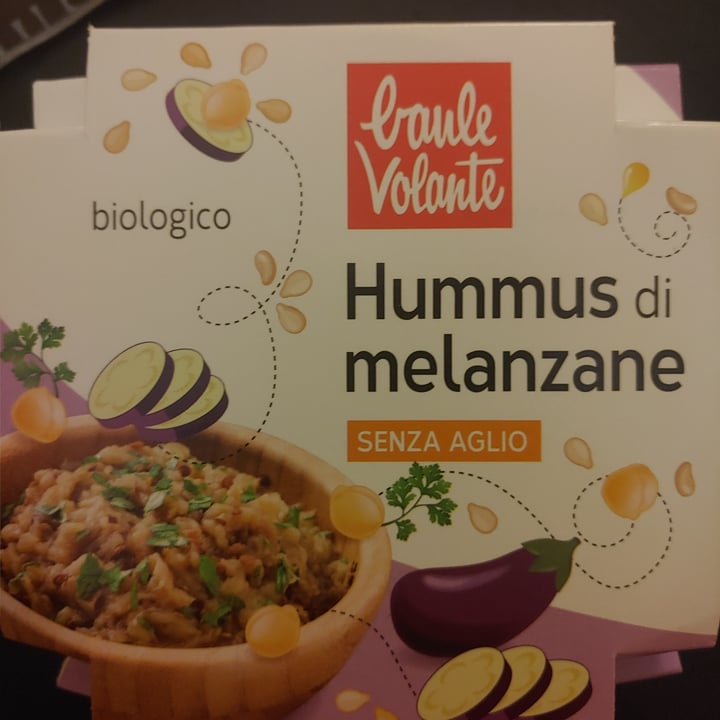 baule
Volante
biologico
Hummus di
melanzane
SENZA AGLIO